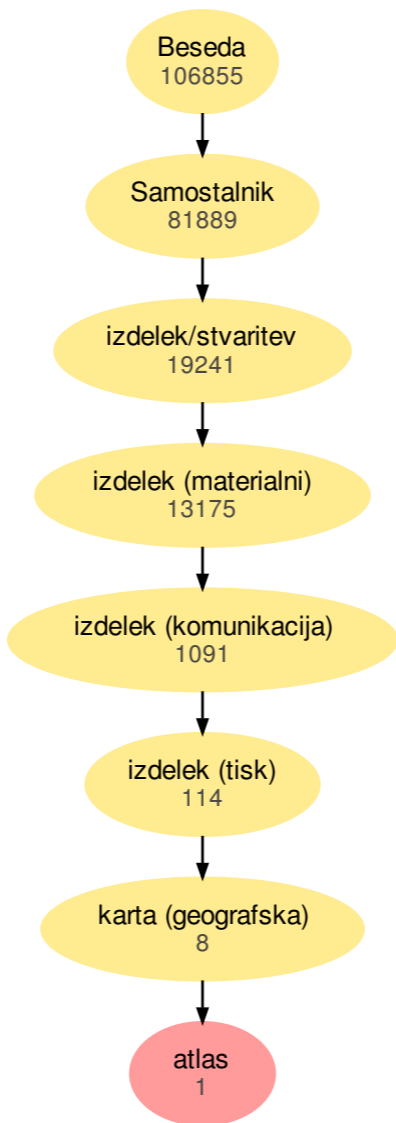 Beseda
106855
Samostalnik
81889
izdelek/stvaritev
19241
izdelek (materialni)
13175
izdelek (komunikacija)
1091
izdelek (tisk)
114
karta (geografska)
8
atlas
1